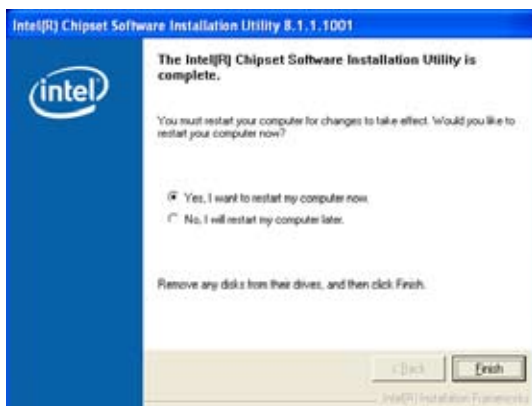 Intel(R) Chipset Software Installation Utility 8.1.1.1001
intel
The Intel(R) Chipset Software Installation Utility is
complete.
You must restart your computer for changes to take effect. Would you like to
restart your computer now?
Yes, I want to restart my computer now.
No, I will restart my computer later.
Remove any disks from their drives, and then click Finish.
< Back
Finish
Intel(R) Installation Framework